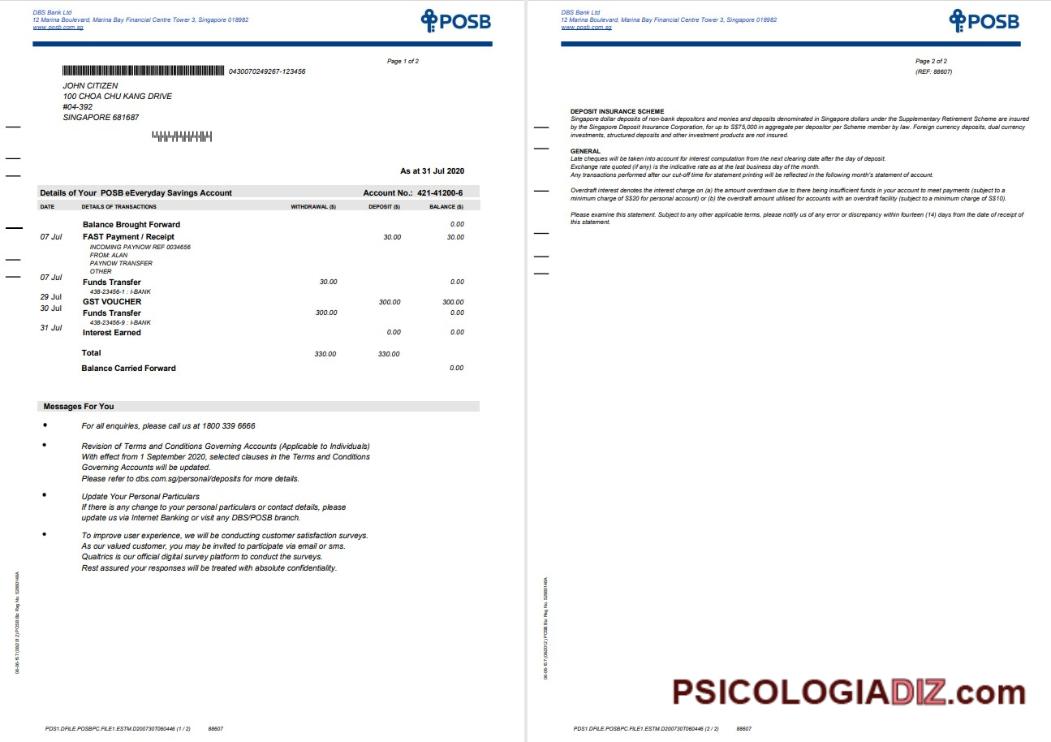 DBS Bank Ltd
12 Marina Boulevard, Marina Bay Financial Centre Tower 3, Singapore 018982
www.posb.com.sg
POSB
Page 1 of 2
0430070249267-123456
JOHN CITIZEN
100 CHOA CHU KANG DRIVE
#04-392
SINGAPORE 681687
As at 31 Jul 2020
Details of Your POSB eEveryday Savings Account Account No.: 421-41200-6
DATE DETAILS OF TRANSACTIONS WITHDRAWAL ($) DEPOSIT ($) BALANCE ($)
Balance Brought Forward 0.00
07 Jul FAST Payment / Receipt 30.00 30.00
INCOMING PAYNOW REF 0034656
FROM: ALAN
PAYNOW TRANSFER
OTHER
07 Jul Funds Transfer 30.00 0.00
438-23456-1 : I-BANK
29 Jul GST VOUCHER 300.00 300.00
30 Jul Funds Transfer 300.00 0.00
438-23456-9 : I-BANK
31 Jul Interest Earned 0.00 0.00
Total 330.00 330.00
Balance Carried Forward 0.00
Messages For You
• For all enquiries, please call us at 1800 339 6666
• Revision of Terms and Conditions Governing Accounts (Applicable to Individuals)
With effect from 1 September 2020, selected clauses in the Terms and Conditions
Governing Accounts will be updated.
Please refer to dbs.com.sg/personal/deposits for more details.
• Update Your Personal Particulars
If there is any change to your personal particulars or contact details, please
update us via Internet Banking or visit any DBS/POSB branch.
• To improve user experience, we will be conducting customer satisfaction surveys.
As our valued customer, you may be invited to participate via email or sms.
Qualtrics is our official digital survey platform to conduct the surveys.
Rest assured your responses will be treated with absolute confidentiality.
PDS1.DFILE.POSBPC.FILE1.ESTM.D200730T060446 (1 / 2) 88607
DBS Bank Ltd
12 Marina Boulevard, Marina Bay Financial Centre Tower 3, Singapore 018982
www.posb.com.sg
POSB
Page 2 of 2
(REF: 88607)
DEPOSIT INSURANCE SCHEME
Singapore dollar deposits of non-bank depositors and monies and deposits denominated in Singapore dollars under the Supplementary Retirement Scheme are insured
by the Singapore Deposit Insurance Corporation, for up to S$75,000 in aggregate per depositor per Scheme member by law. Foreign currency deposits, dual currency
investments, structured deposits and other investment products are not insured.
GENERAL
Late cheques will be taken into account for interest computation from the next clearing date after the day of deposit.
Exchange rate quoted (if any) is the indicative rate as at the last business day of the month.
Any transactions performed after our cut-off time for statement printing will be reflected in the following month's statement of account.
Overdraft interest denotes the interest charge on (a) the amount overdrawn due to there being insufficient funds in your account to meet payments (subject to a
minimum charge of S$20 for personal account) or (b) the overdraft amount utilised for accounts with an overdraft facility (subject to a minimum charge of S$10).
Please examine this statement. Subject to any other applicable terms, please notify us of any error or discrepancy within fourteen (14) days from the date of receipt of
this statement.
PSICOLOGIADIZ.com
PDS1.DFILE.POSBPC.FILE1.ESTM.D200730T060446 (2 / 2) 88607